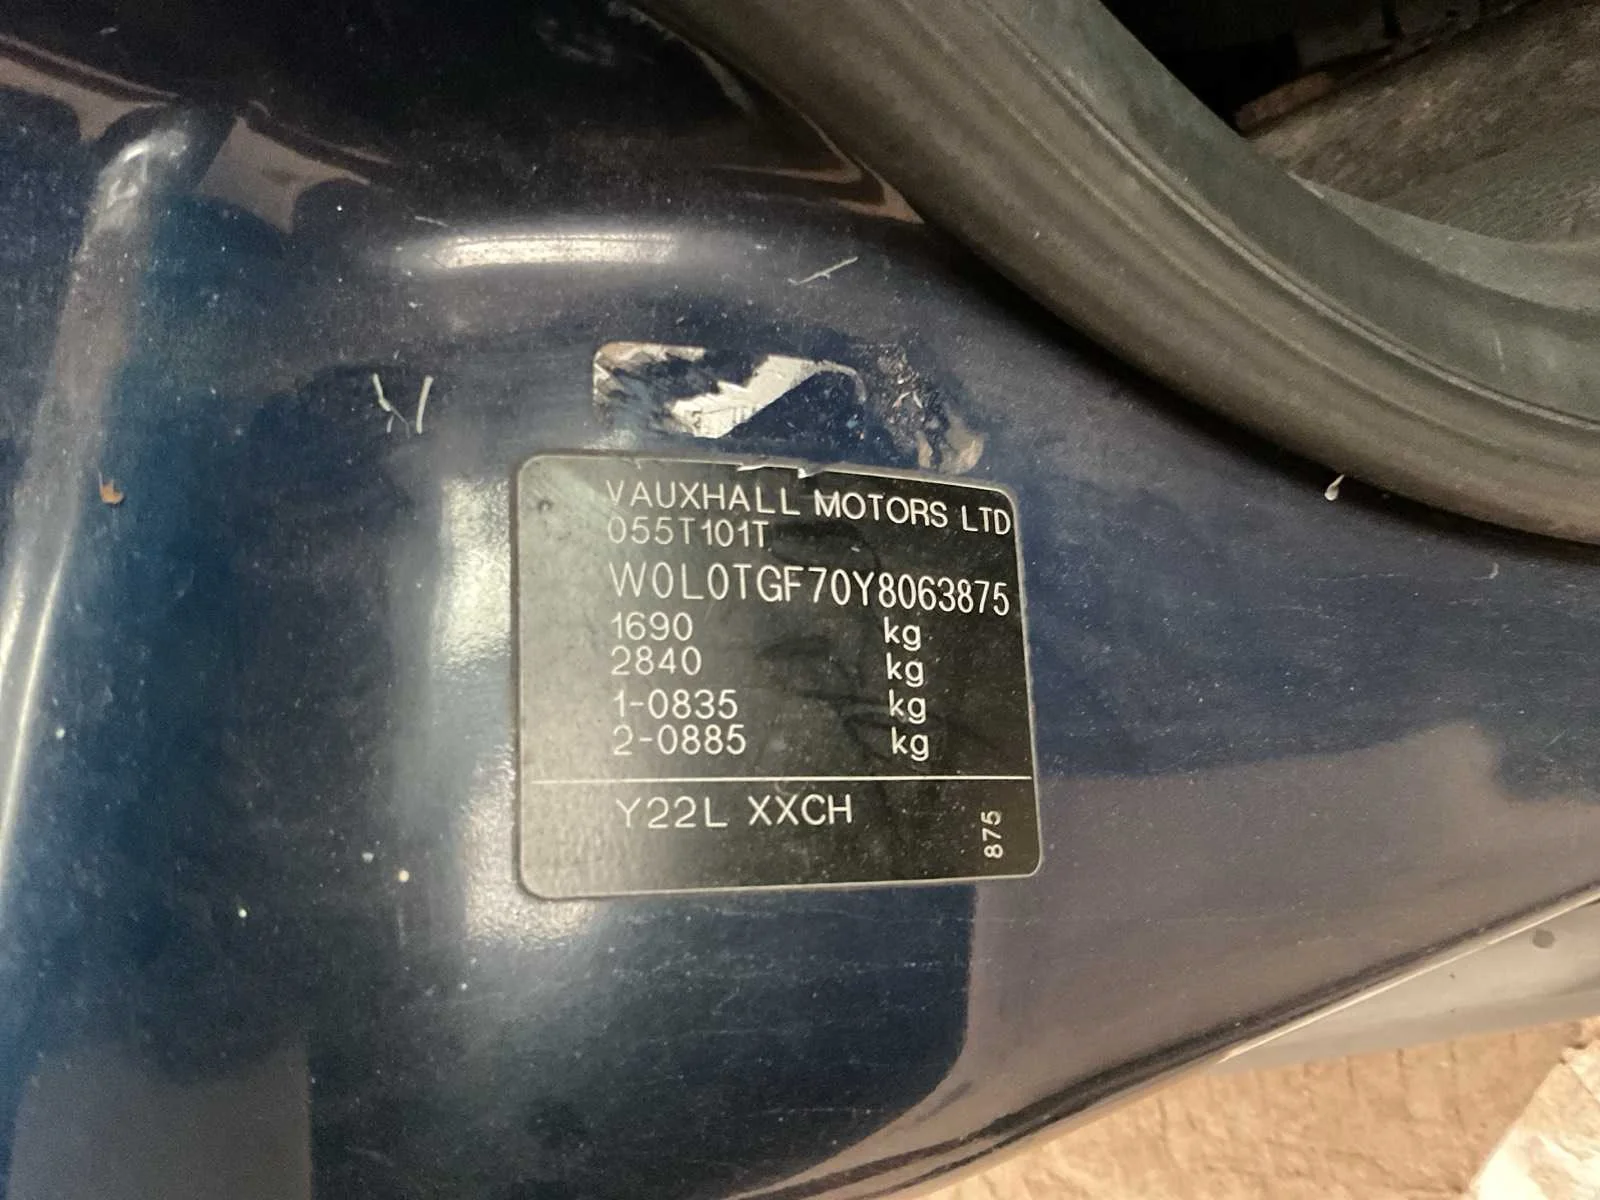 VAUXHALL MOTORS LTD
055T101T
W0L0TGF70Y8063875
1690 kg
2840 kg
1-0835 kg
2-0885 kg
Y22L XXCH
875